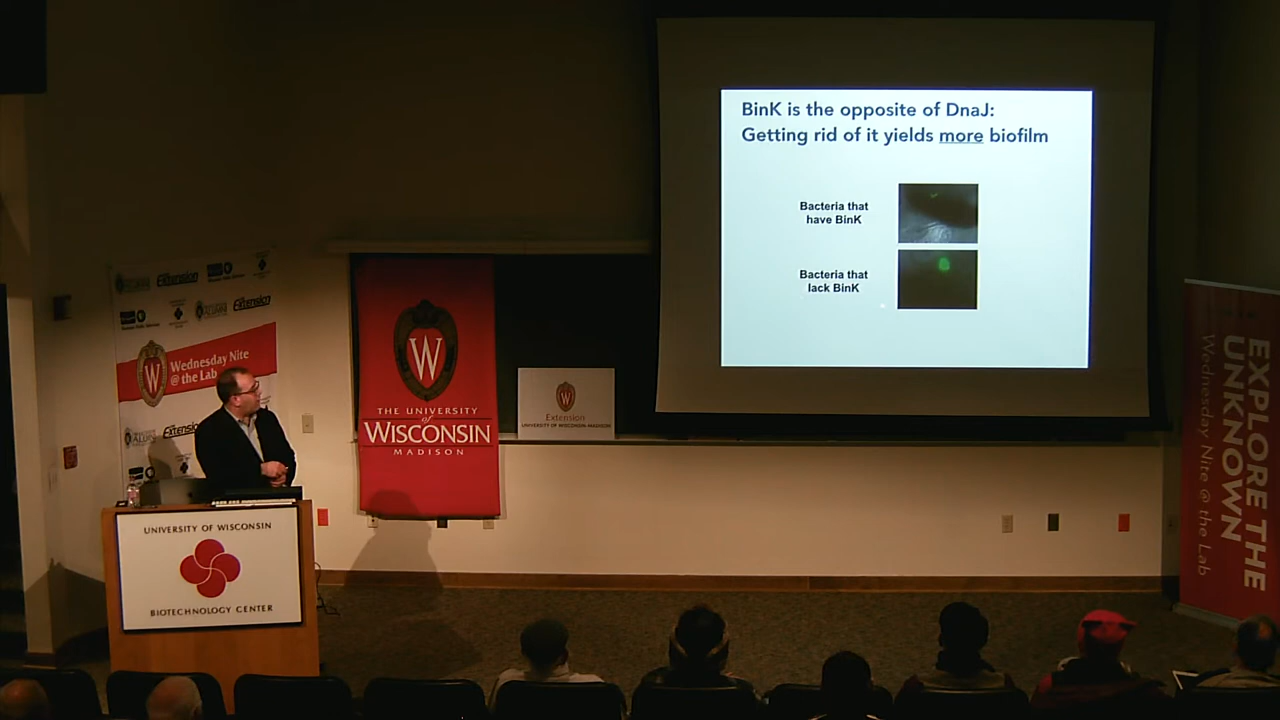 BinK is the opposite of DnaJ:
Getting rid of it yields more biofilm
Bacteria that
have BinK
Bacteria that
lack BinK
Extension
Extension
Wednesday Nite
@ the Lab
W
THE UNIVERSITY
of
WISCONSIN
MADISON
Extension
UNIVERSITY OF WISCONSIN-MADISON
UNIVERSITY OF WISCONSIN
BIOTECHNOLOGY CENTER
EXPLORE THE
UNKNOWN
Wednesday Nite @ the Lab